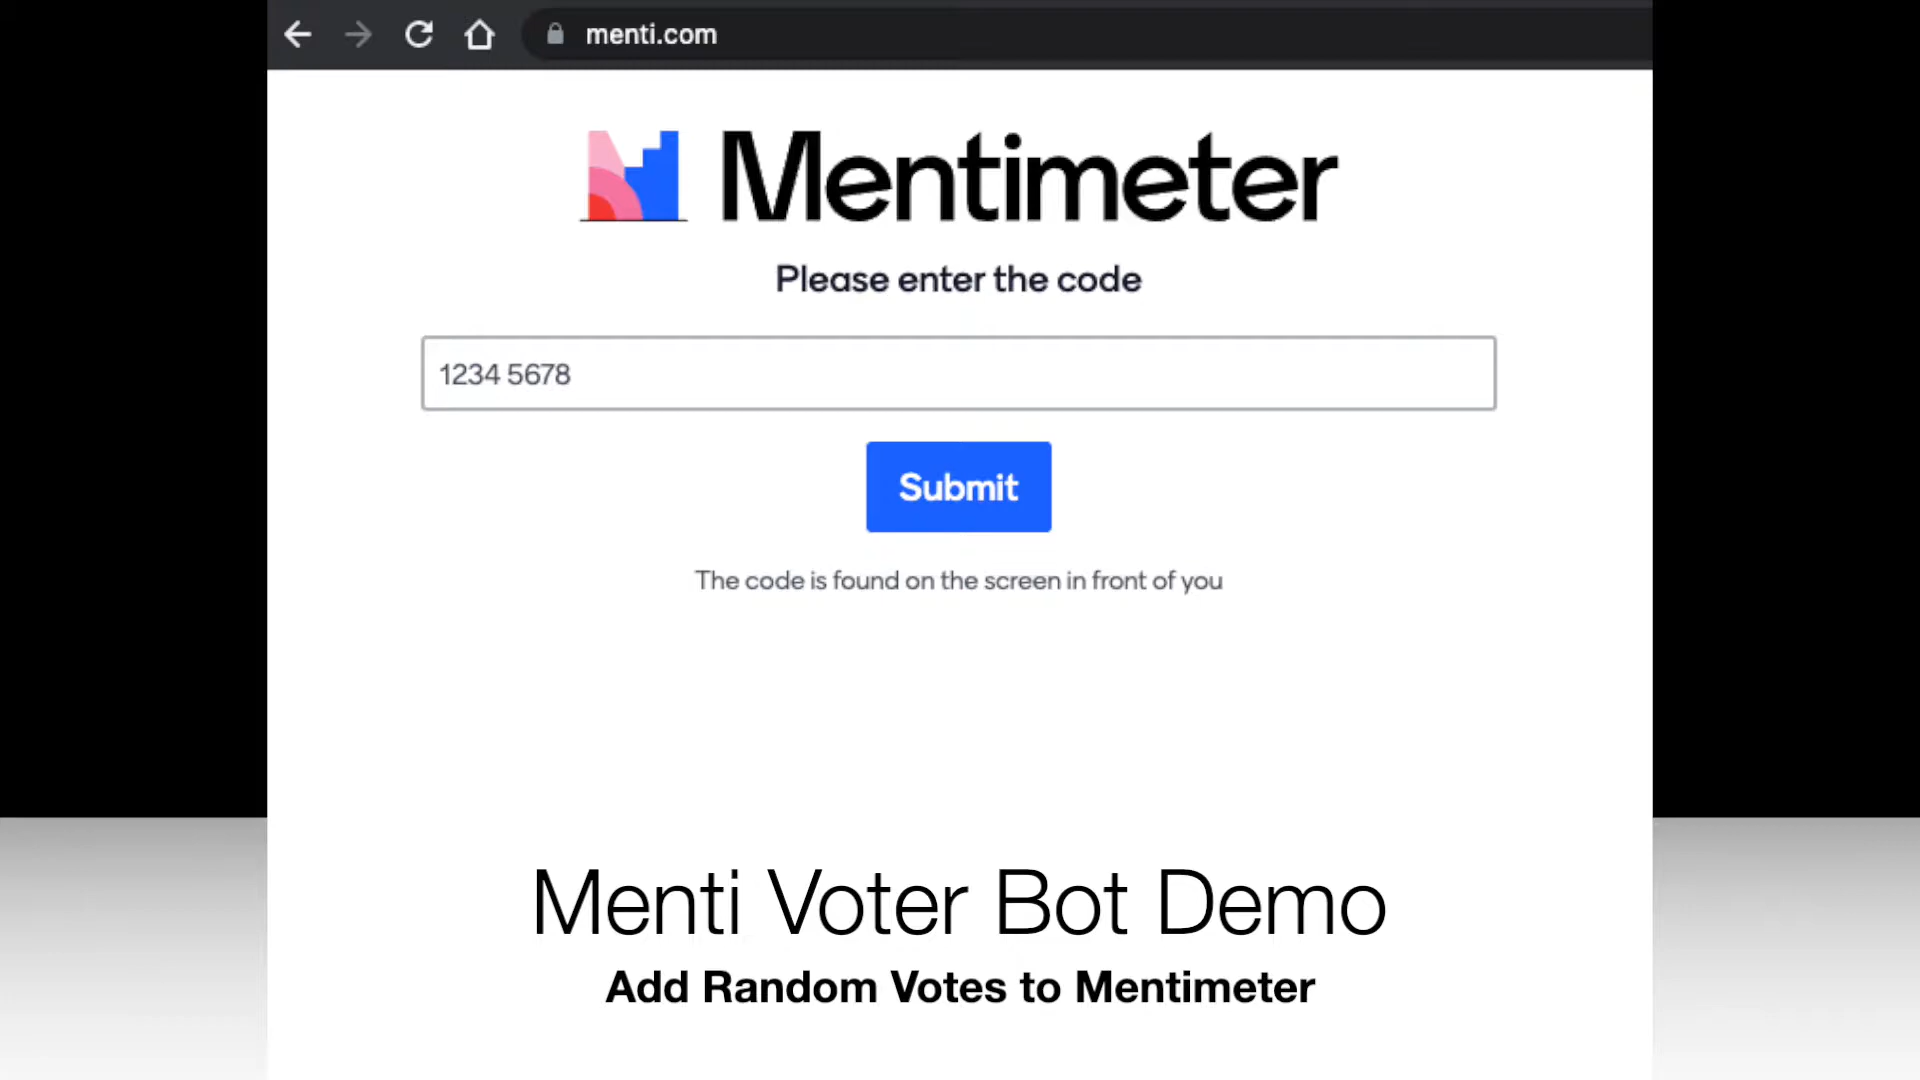 menti.com
Mentimeter
Please enter the code
1234 5678
Submit
The code is found on the screen in front of you
Menti Voter Bot Demo
Add Random Votes to Mentimeter